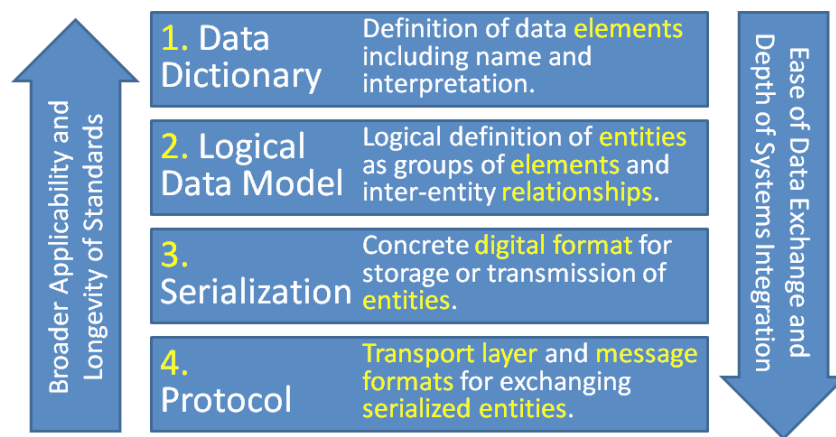 Broader Applicability and
Longevity of Standards
1. Data
Dictionary
Definition of data elements
including name and
interpretation.
2. Logical
Data Model
Logical definition of entities
as groups of elements and
inter-entity relationships.
3.
Serialization
Concrete digital format for
storage or transmission of
entities.
4.
Protocol
Transport layer and message
formats for exchanging
serialized entities.
Ease of Data Exchange and
Depth of Systems Integration